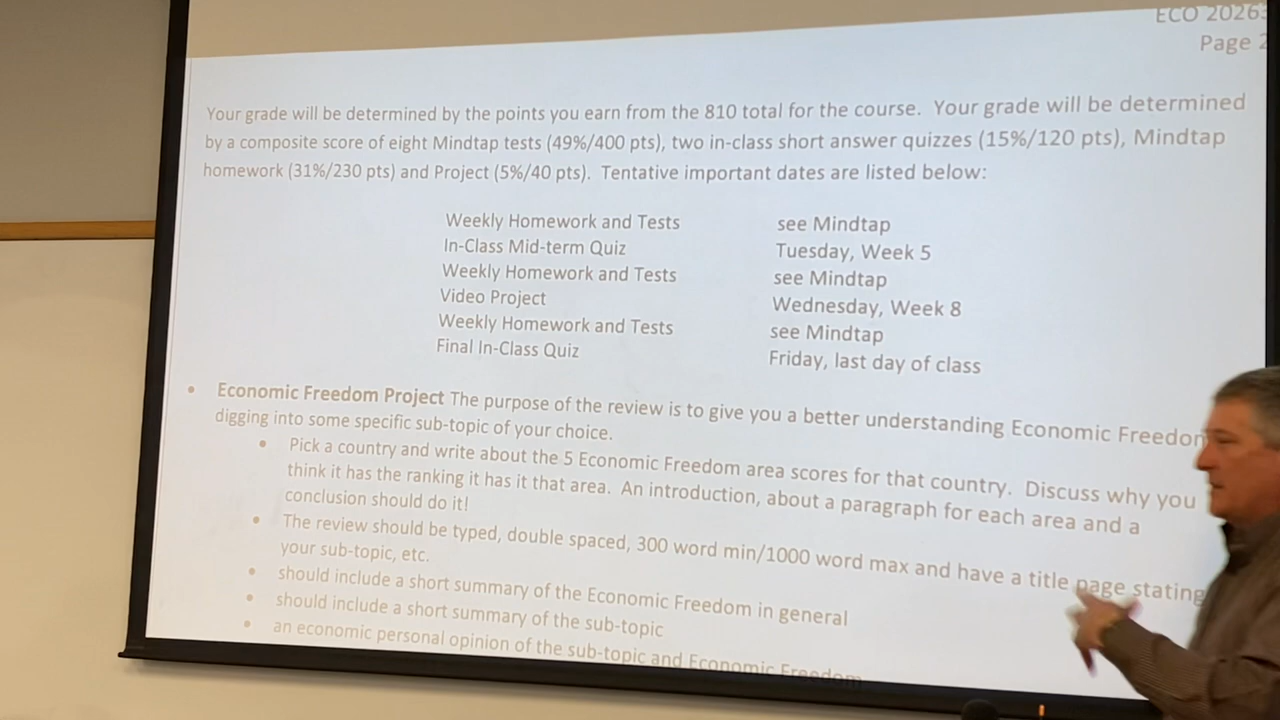 ECO 2026
Page 2
Your grade will be determined by the points you earn from the 810 total for the course. Your grade will be determined
by a composite score of eight Mindtap tests (49%/400 pts), two in-class short answer quizzes (15%/120 pts), Mindtap
homework (31%/230 pts) and Project (5%/40 pts). Tentative important dates are listed below:
Weekly Homework and Tests see Mindtap
In-Class Mid-term Quiz Tuesday, Week 5
Weekly Homework and Tests see Mindtap
Video Project Wednesday, Week 8
Weekly Homework and Tests see Mindtap
Final In-Class Quiz Friday, last day of class
• Economic Freedom Project The purpose of the review is to give you a better understanding Economic Freedom
digging into some specific sub-topic of your choice.
• Pick a country and write about the 5 Economic Freedom area scores for that country. Discuss why you
think it has the ranking it has it that area. An introduction, about a paragraph for each area and a
conclusion should do it!
• The review should be typed, double spaced, 300 word min/1000 word max and have a title page stating
your sub-topic, etc.
• should include a short summary of the Economic Freedom in general
• should include a short summary of the sub-topic
• an economic personal opinion of the sub-topic and Economic Freedom